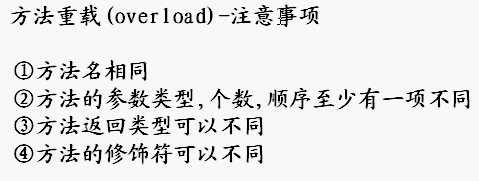 方法重载(overload)-注意事项
①方法名相同
②方法的参数类型,个数,顺序至少有一项不同
③方法返回类型可以不同
④方法的修饰符可以不同